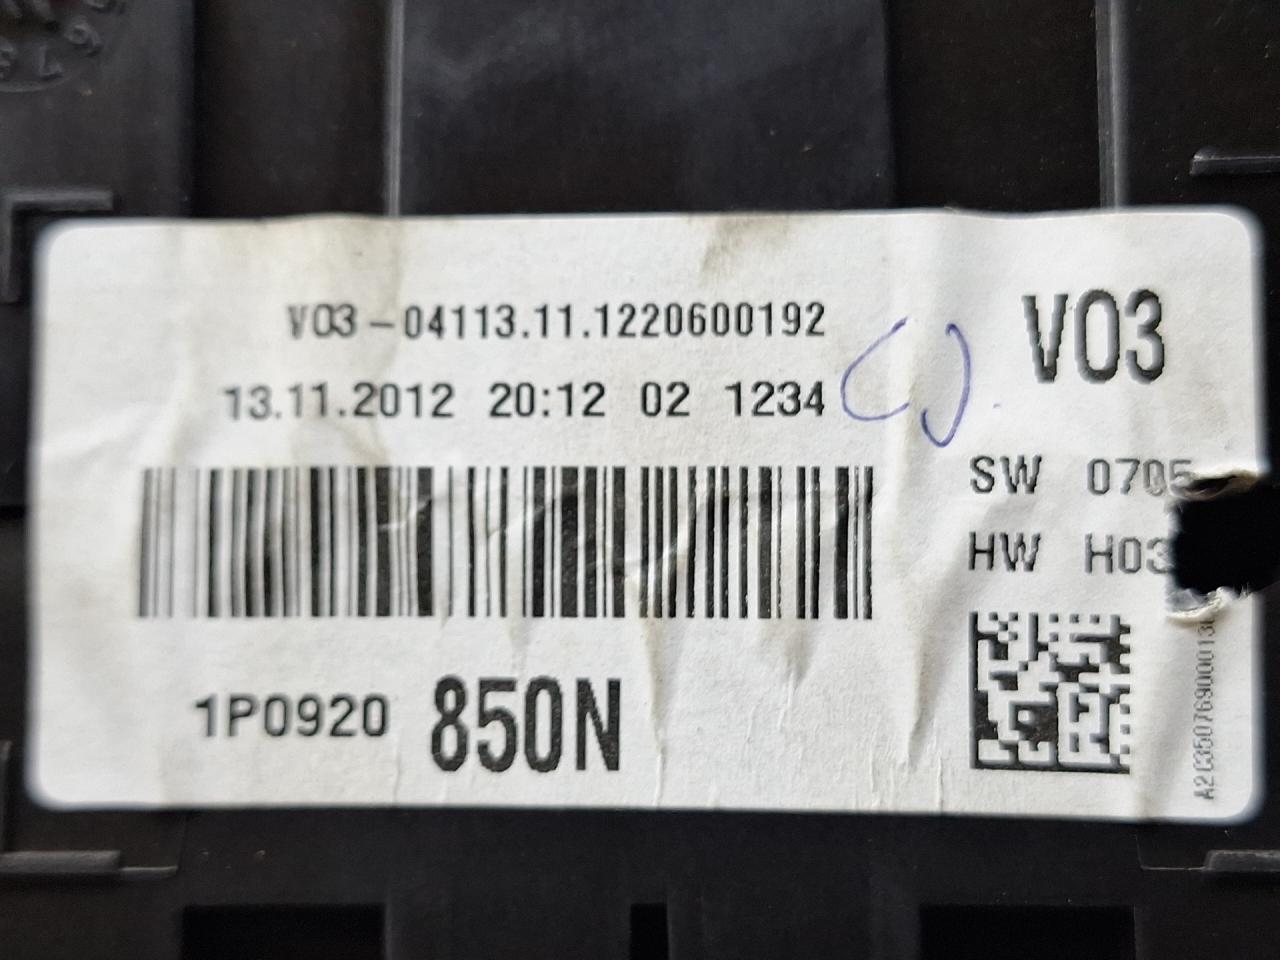 V03-04113.11.1220600192
13.11.2012 20:12 02 1234
V03
SW 0705
HW H03
1P0920 850N